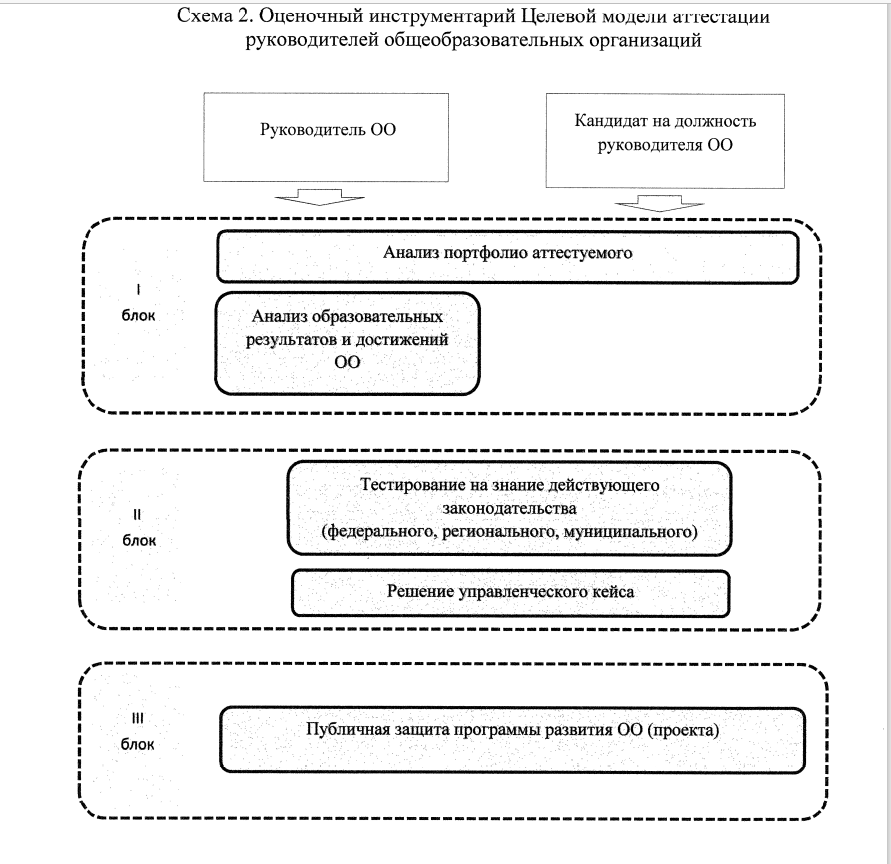 Схема 2. Оценочный инструментарий Целевой модели аттестации
руководителей общеобразовательных организаций
Руководитель ОО
Кандидат на должность
руководителя ОО
I
блок
Анализ портфолио аттестуемого
Анализ образовательных
результатов и достижений
ОО
II
блок
Тестирование на знание действующего
законодательства
(федерального, регионального, муниципального)
Решение управленческого кейса
III
блок
Публичная защита программы развития ОО (проекта)